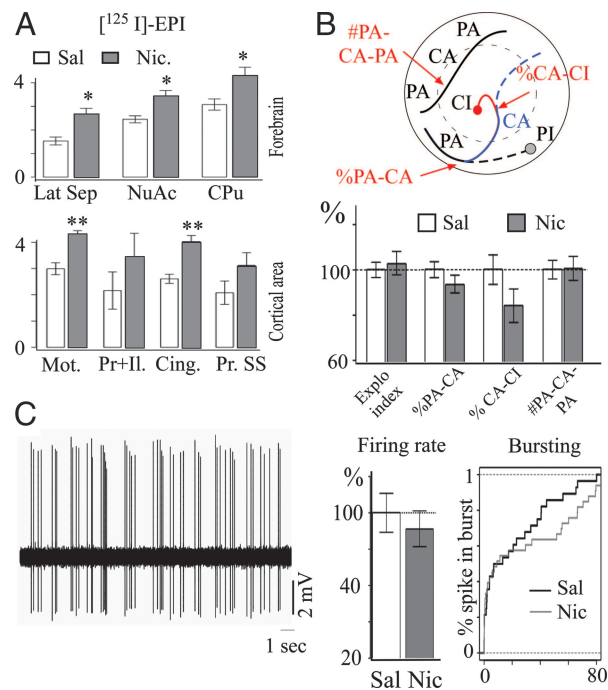 A
[¹²⁵ I]-EPI
Sal Nic.
Forebrain
4
0
* * *
Lat Sep NuAc CPu
Cortical area
4
0
** **
Mot. Pr+Il. Cing. Pr. SS
B
#PA-CA-PA
PA
CA
PA
PA
CI
%CA-CI
CA
PI
%PA-CA
%
Sal Nic
100
60
Explo index
%PA-CA
% CA-CI
#PA-CA-PA
C
2 mV
1 sec
Firing rate
%
100
40
20
Sal Nic
Bursting
% spike in burst
1
0
Sal
Nic
0 80